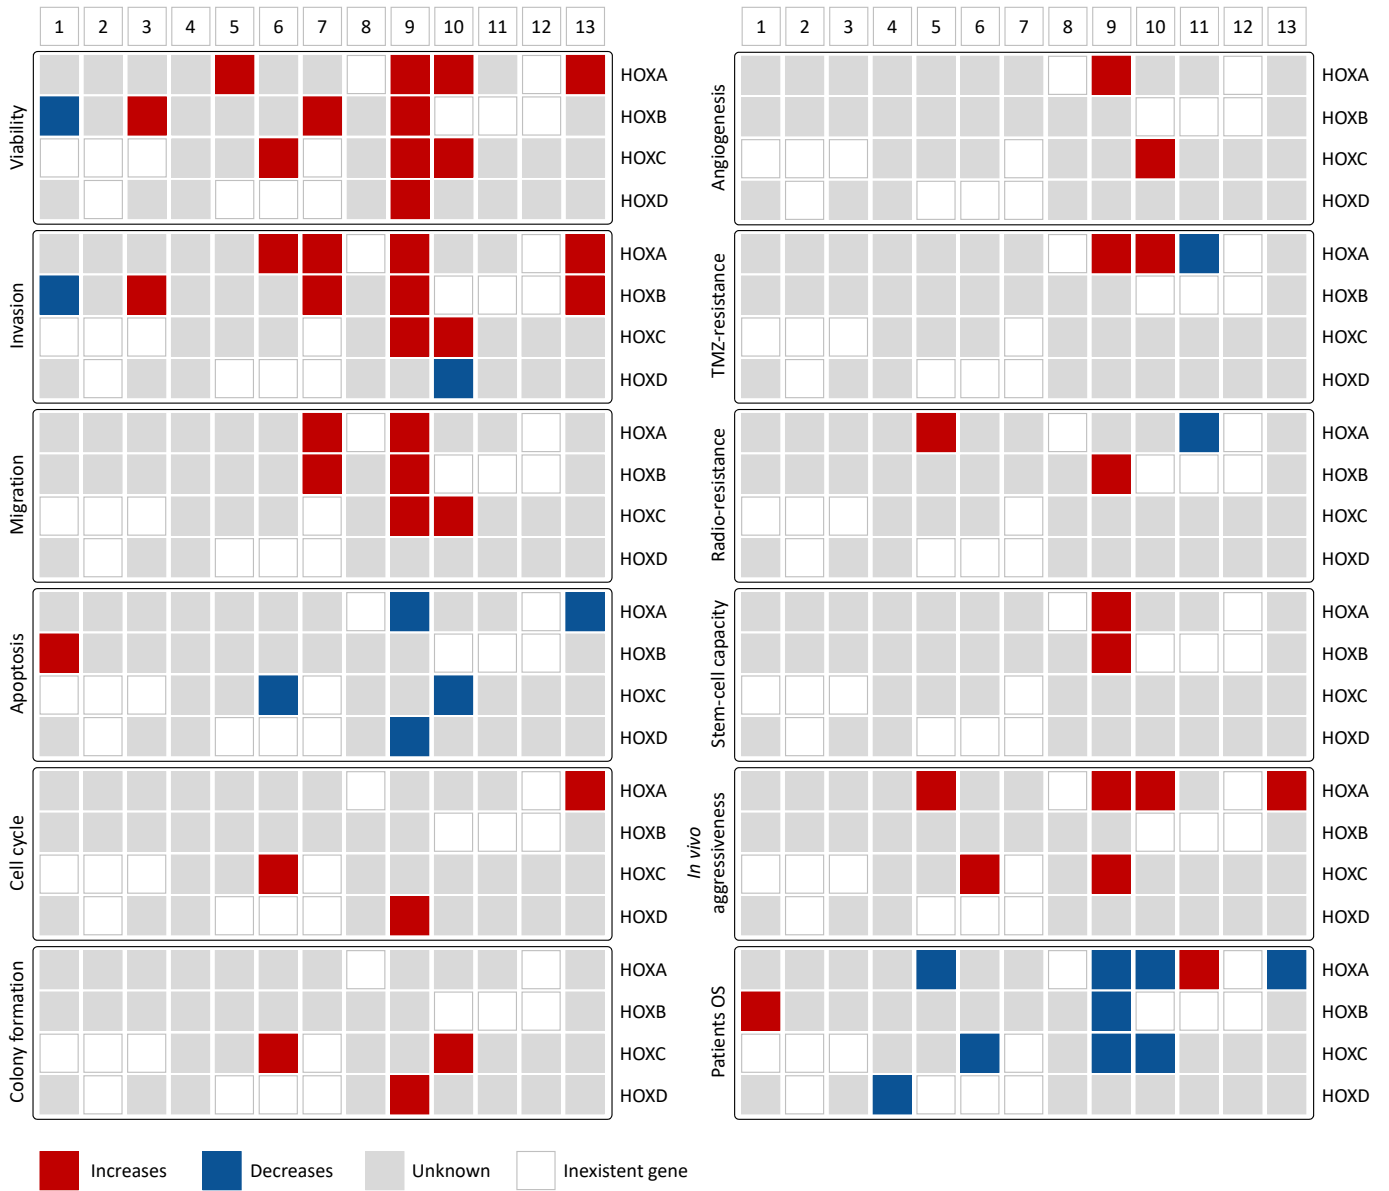 1 2 3 4 5 6 7 8 9 10 11 12 13
Viability
HOXA
HOXB
HOXC
HOXD
Invasion
HOXA
HOXB
HOXC
HOXD
Migration
HOXA
HOXB
HOXC
HOXD
Apoptosis
HOXA
HOXB
HOXC
HOXD
Cell cycle
HOXA
HOXB
HOXC
HOXD
Colony formation
HOXA
HOXB
HOXC
HOXD
1 2 3 4 5 6 7 8 9 10 11 12 13
Angiogenesis
HOXA
HOXB
HOXC
HOXD
TMZ-resistance
HOXA
HOXB
HOXC
HOXD
Radio-resistance
HOXA
HOXB
HOXC
HOXD
Stem-cell capacity
HOXA
HOXB
HOXC
HOXD
In vivo
aggressiveness
HOXA
HOXB
HOXC
HOXD
Patients OS
HOXA
HOXB
HOXC
HOXD
Increases Decreases Unknown Inexistent gene